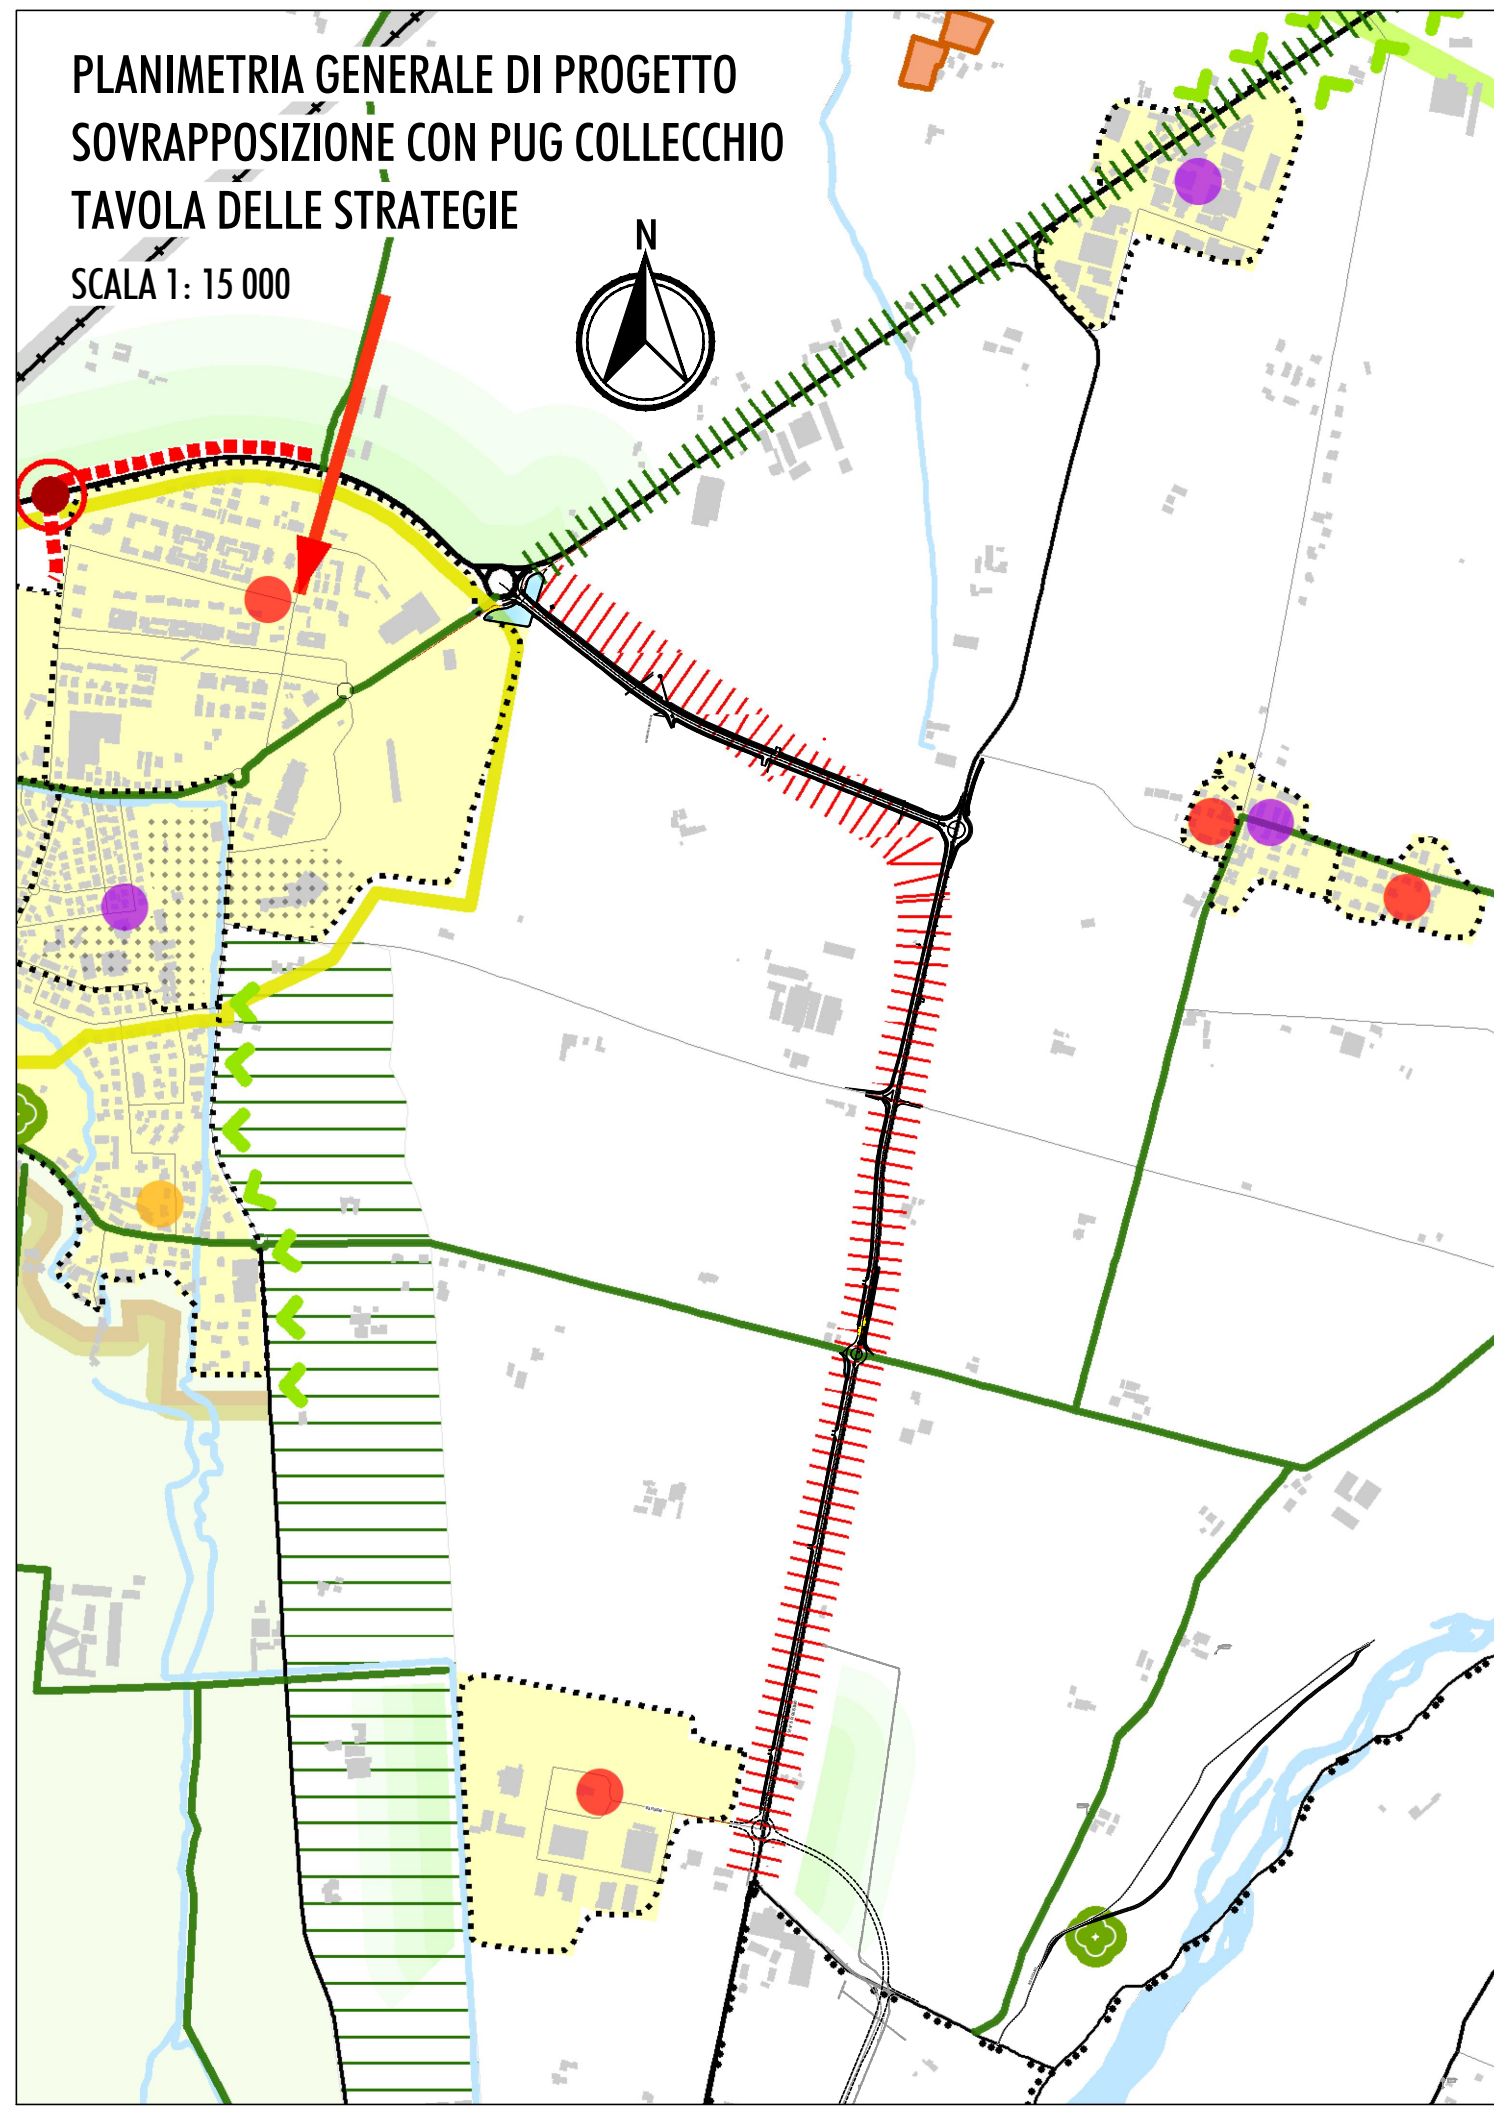 PLANIMETRIA GENERALE DI PROGETTO
SOVRAPPOSIZIONE CON PUG COLLECCHIO
TAVOLA DELLE STRATEGIE
SCALA 1: 15 000
N